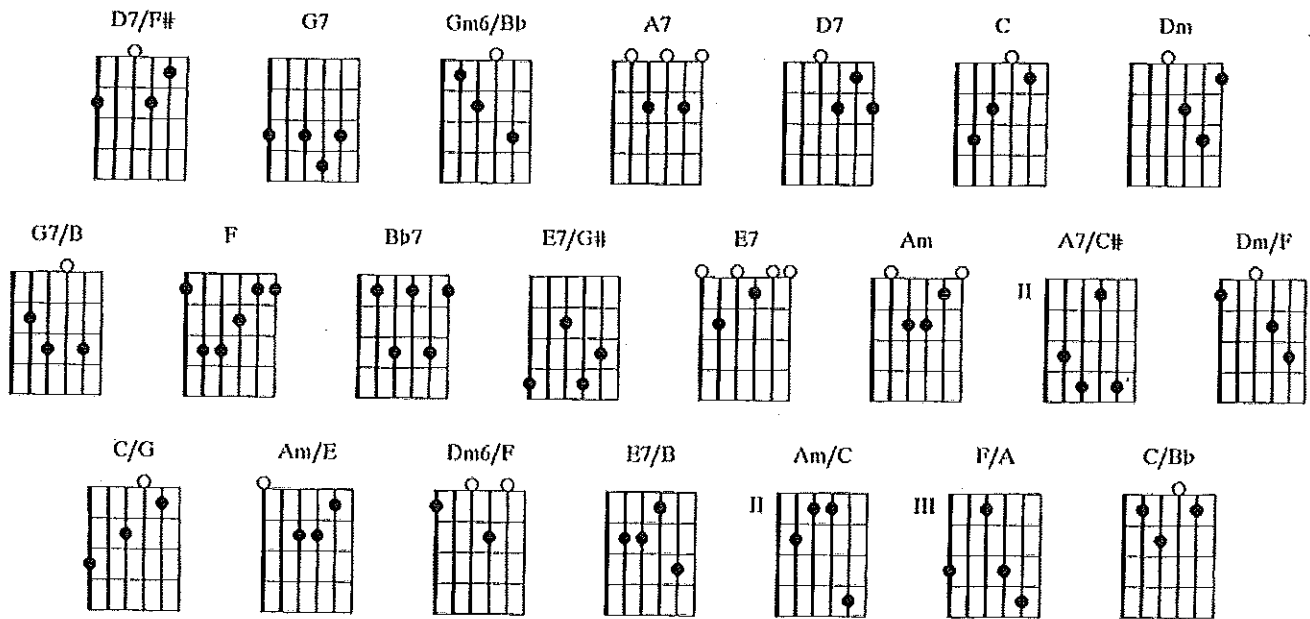 D7/F# G7 Gm6/Bb A7 D7 C Dm
G7/B F Bb7 E7/G# E7 Am A7/C# Dm/F
II
C/G Am/E Dm6/F E7/B Am/C F/A C/Bb
II III